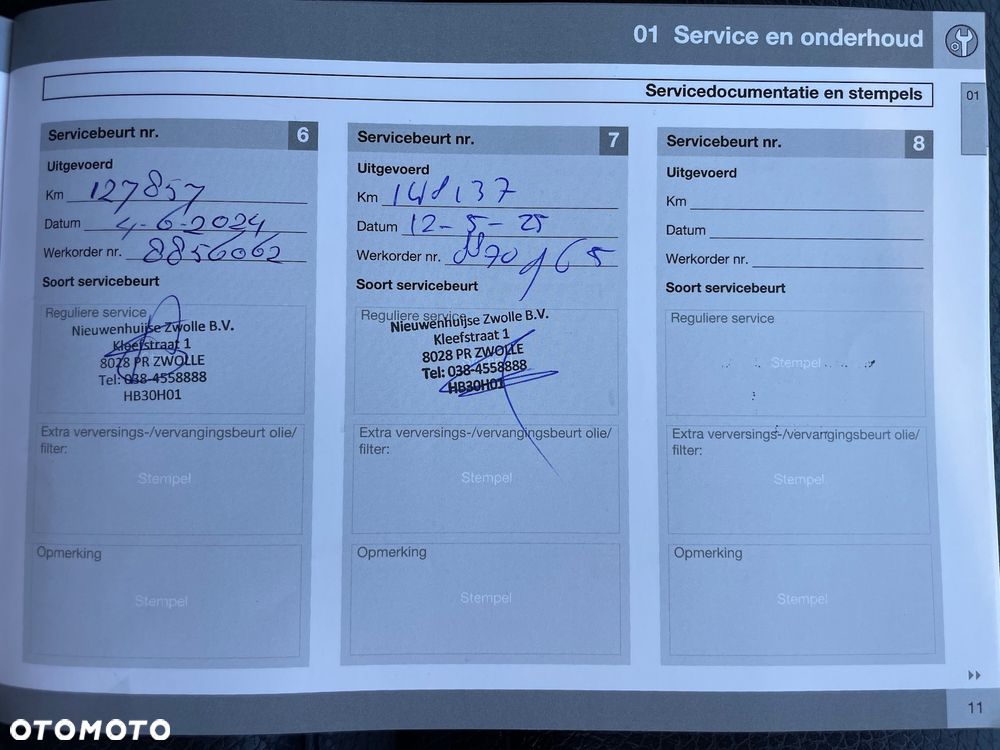 01 Service en onderhoud
Servicedocumentatie en stempels
01
Servicebeurt nr. 6
Uitgevoerd
Km 127857
Datum 4-6-2024
Werkorder nr. 8856062
Soort servicebeurt
Reguliere service
Nieuwenhuijse Zwolle B.V.
Kleefstraat 1
8028 PR ZWOLLE
Tel: 038-4558888
HB30H01
Extra verversings-/vervangingsbeurt olie/
filter:
Stempel
Opmerking
Stempel
Servicebeurt nr. 7
Uitgevoerd
Km 148137
Datum 12-5-25
Werkorder nr.
Soort servicebeurt
Reguliere service
Nieuwenhuijse Zwolle B.V.
Kleefstraat 1
8028 PR ZWOLLE
Tel: 038-4558888
HB30H01
Extra verversings-/vervangingsbeurt olie/
filter:
Stempel
Opmerking
Stempel
Servicebeurt nr. 8
Uitgevoerd
Km
Datum
Werkorder nr.
Soort servicebeurt
Reguliere service
Stempel
Extra verversings-/vervangingsbeurt olie/
filter:
Stempel
Opmerking
Stempel
11
OTOMOTO